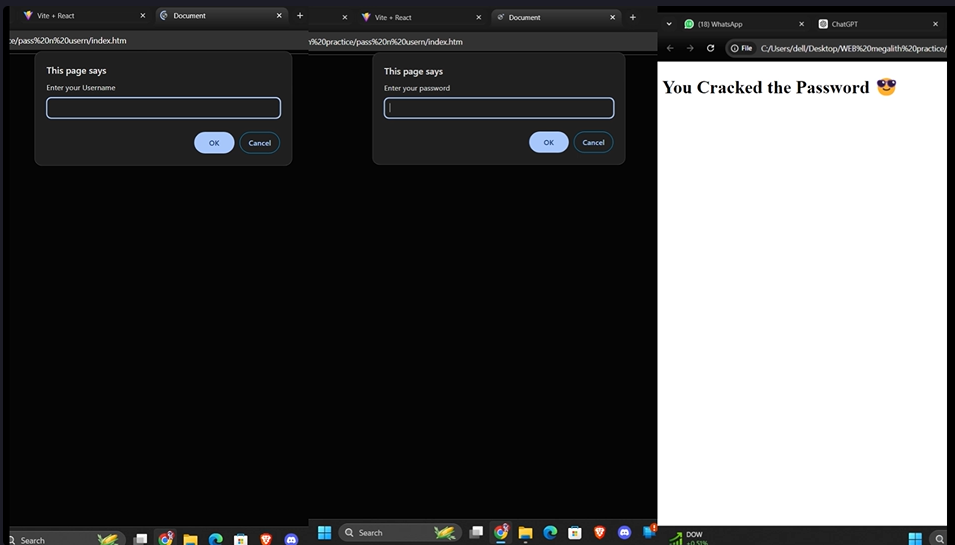 Vite + React
Document
e/pass%20n%20usern/index.htm
This page says
Enter your Username
OK
Cancel
Search
Vite + React
Document
%20practice/pass%20n%20usern/index.htm
This page says
Enter your password
OK
Cancel
Search
(18) WhatsApp
ChatGPT
File
C:/Users/dell/Desktop/WEB%20megalith%20practice/
You Cracked the Password 😎
DOW
+0.51%